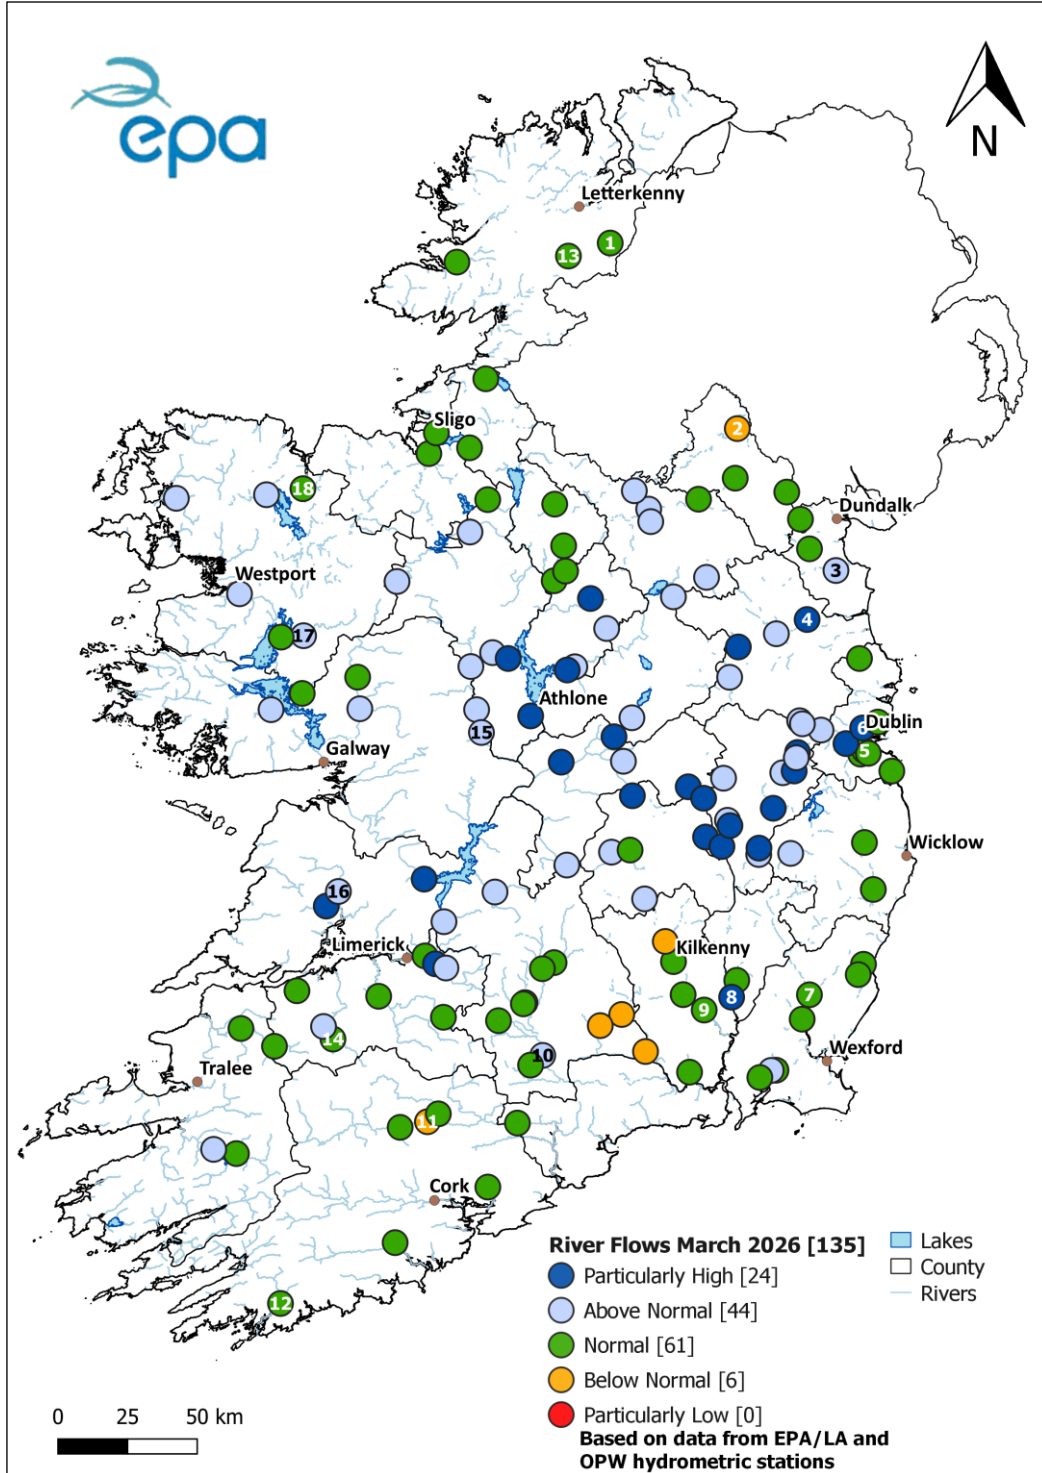 epa
N
Letterkenny
1
13
2
Sligo
18
Dundalk
3
Westport
4
17
Athlone
15
Dublin
6
5
Galway
Wicklow
16
Kilkenny
Limerick
8
7
9
14
10
Wexford
Tralee
11
Cork
12
River Flows March 2026 [135]
Particularly High [24]
Above Normal [44]
Normal [61]
Below Normal [6]
Particularly Low [0]
Based on data from EPA/LA and
OPW hydrometric stations
Lakes
County
Rivers
0 25 50 km